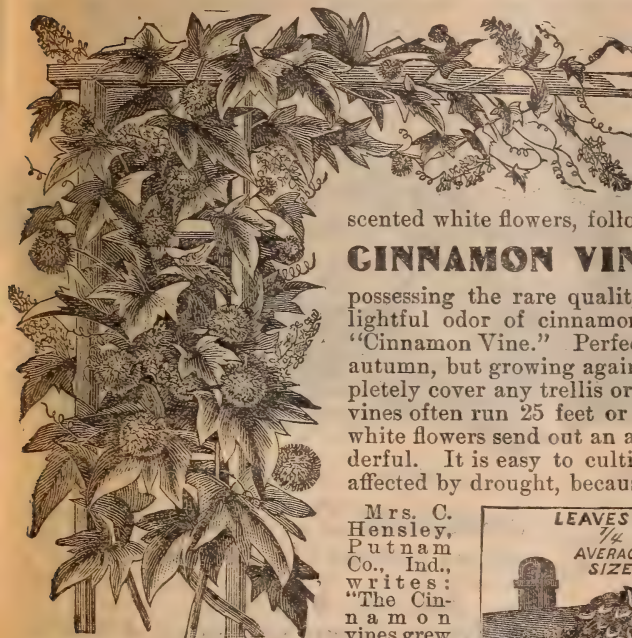 scented white flowers, follo
CINNAMON VIN
possessing the rare qualit
lightful odor of cinnamon
"Cinnamon Vine." Perfec
autumn, but growing again
pletely cover any trellis or
vines often run 25 feet or
white flowers send out an a
derful. It is easy to culti
affected by drought, becaus
Mrs. C.
Hensley,
Putnam
Co., Ind.,
writes:
"The Cin-
namon
vines grew
LEAVES
1/4
AVERAG
SIZE